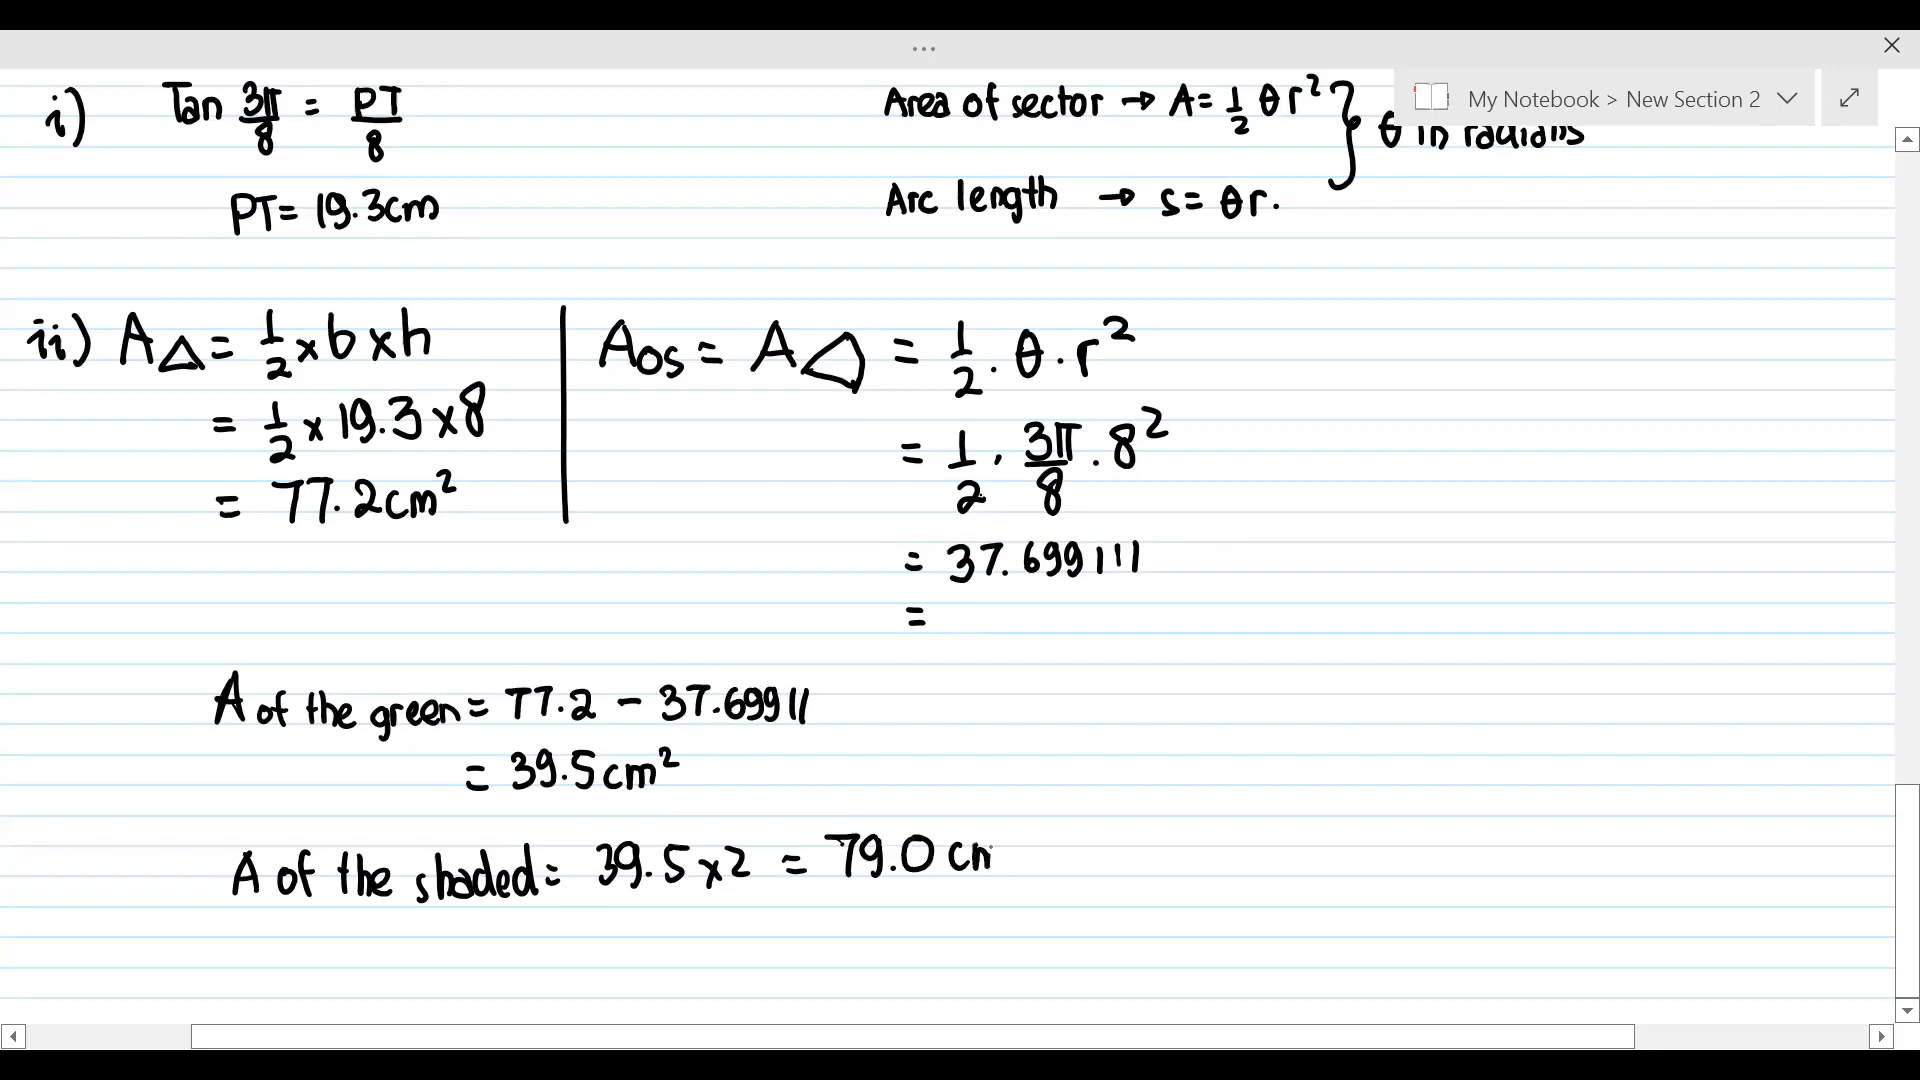 My Notebook > New Section 2
i) Tan 3π/8 = PT/8
PT = 19.3cm
Area of sector → A = 1/2 θ r² } θ in radians
Arc length → s = θr.
ii) A△ = 1/2 × b × h
= 1/2 × 19.3 × 8
= 77.2cm²
Aos = A = 1/2 . θ . r²
= 1/2 . 3π/8 . 8²
= 37.699111
=
A of the green = 77.2 - 37.69911
= 39.5cm²
A of the shaded = 39.5 × 2 = 79.0 cm